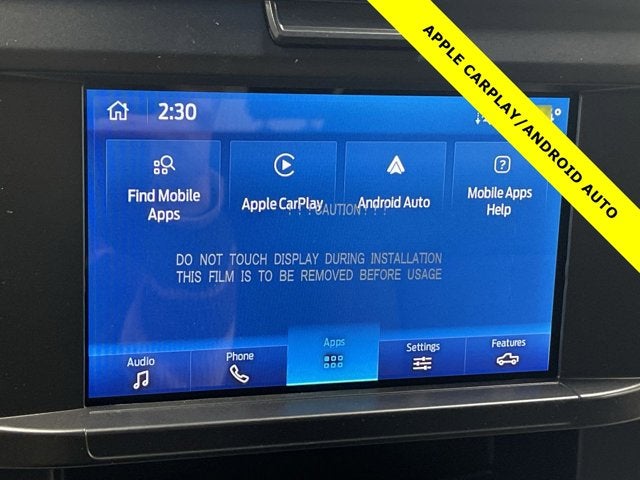 APPLE CARPLAY/ANDROID AUTO
2:30
Find Mobile
Apps
Apple CarPlay
Android Auto
Mobile Apps
Help
!!!CAUTION!!!
DO NOT TOUCH DISPLAY DURING INSTALLATION
THIS FILM IS TO BE REMOVED BEFORE USAGE
Audio
Phone
Apps
Settings
Features